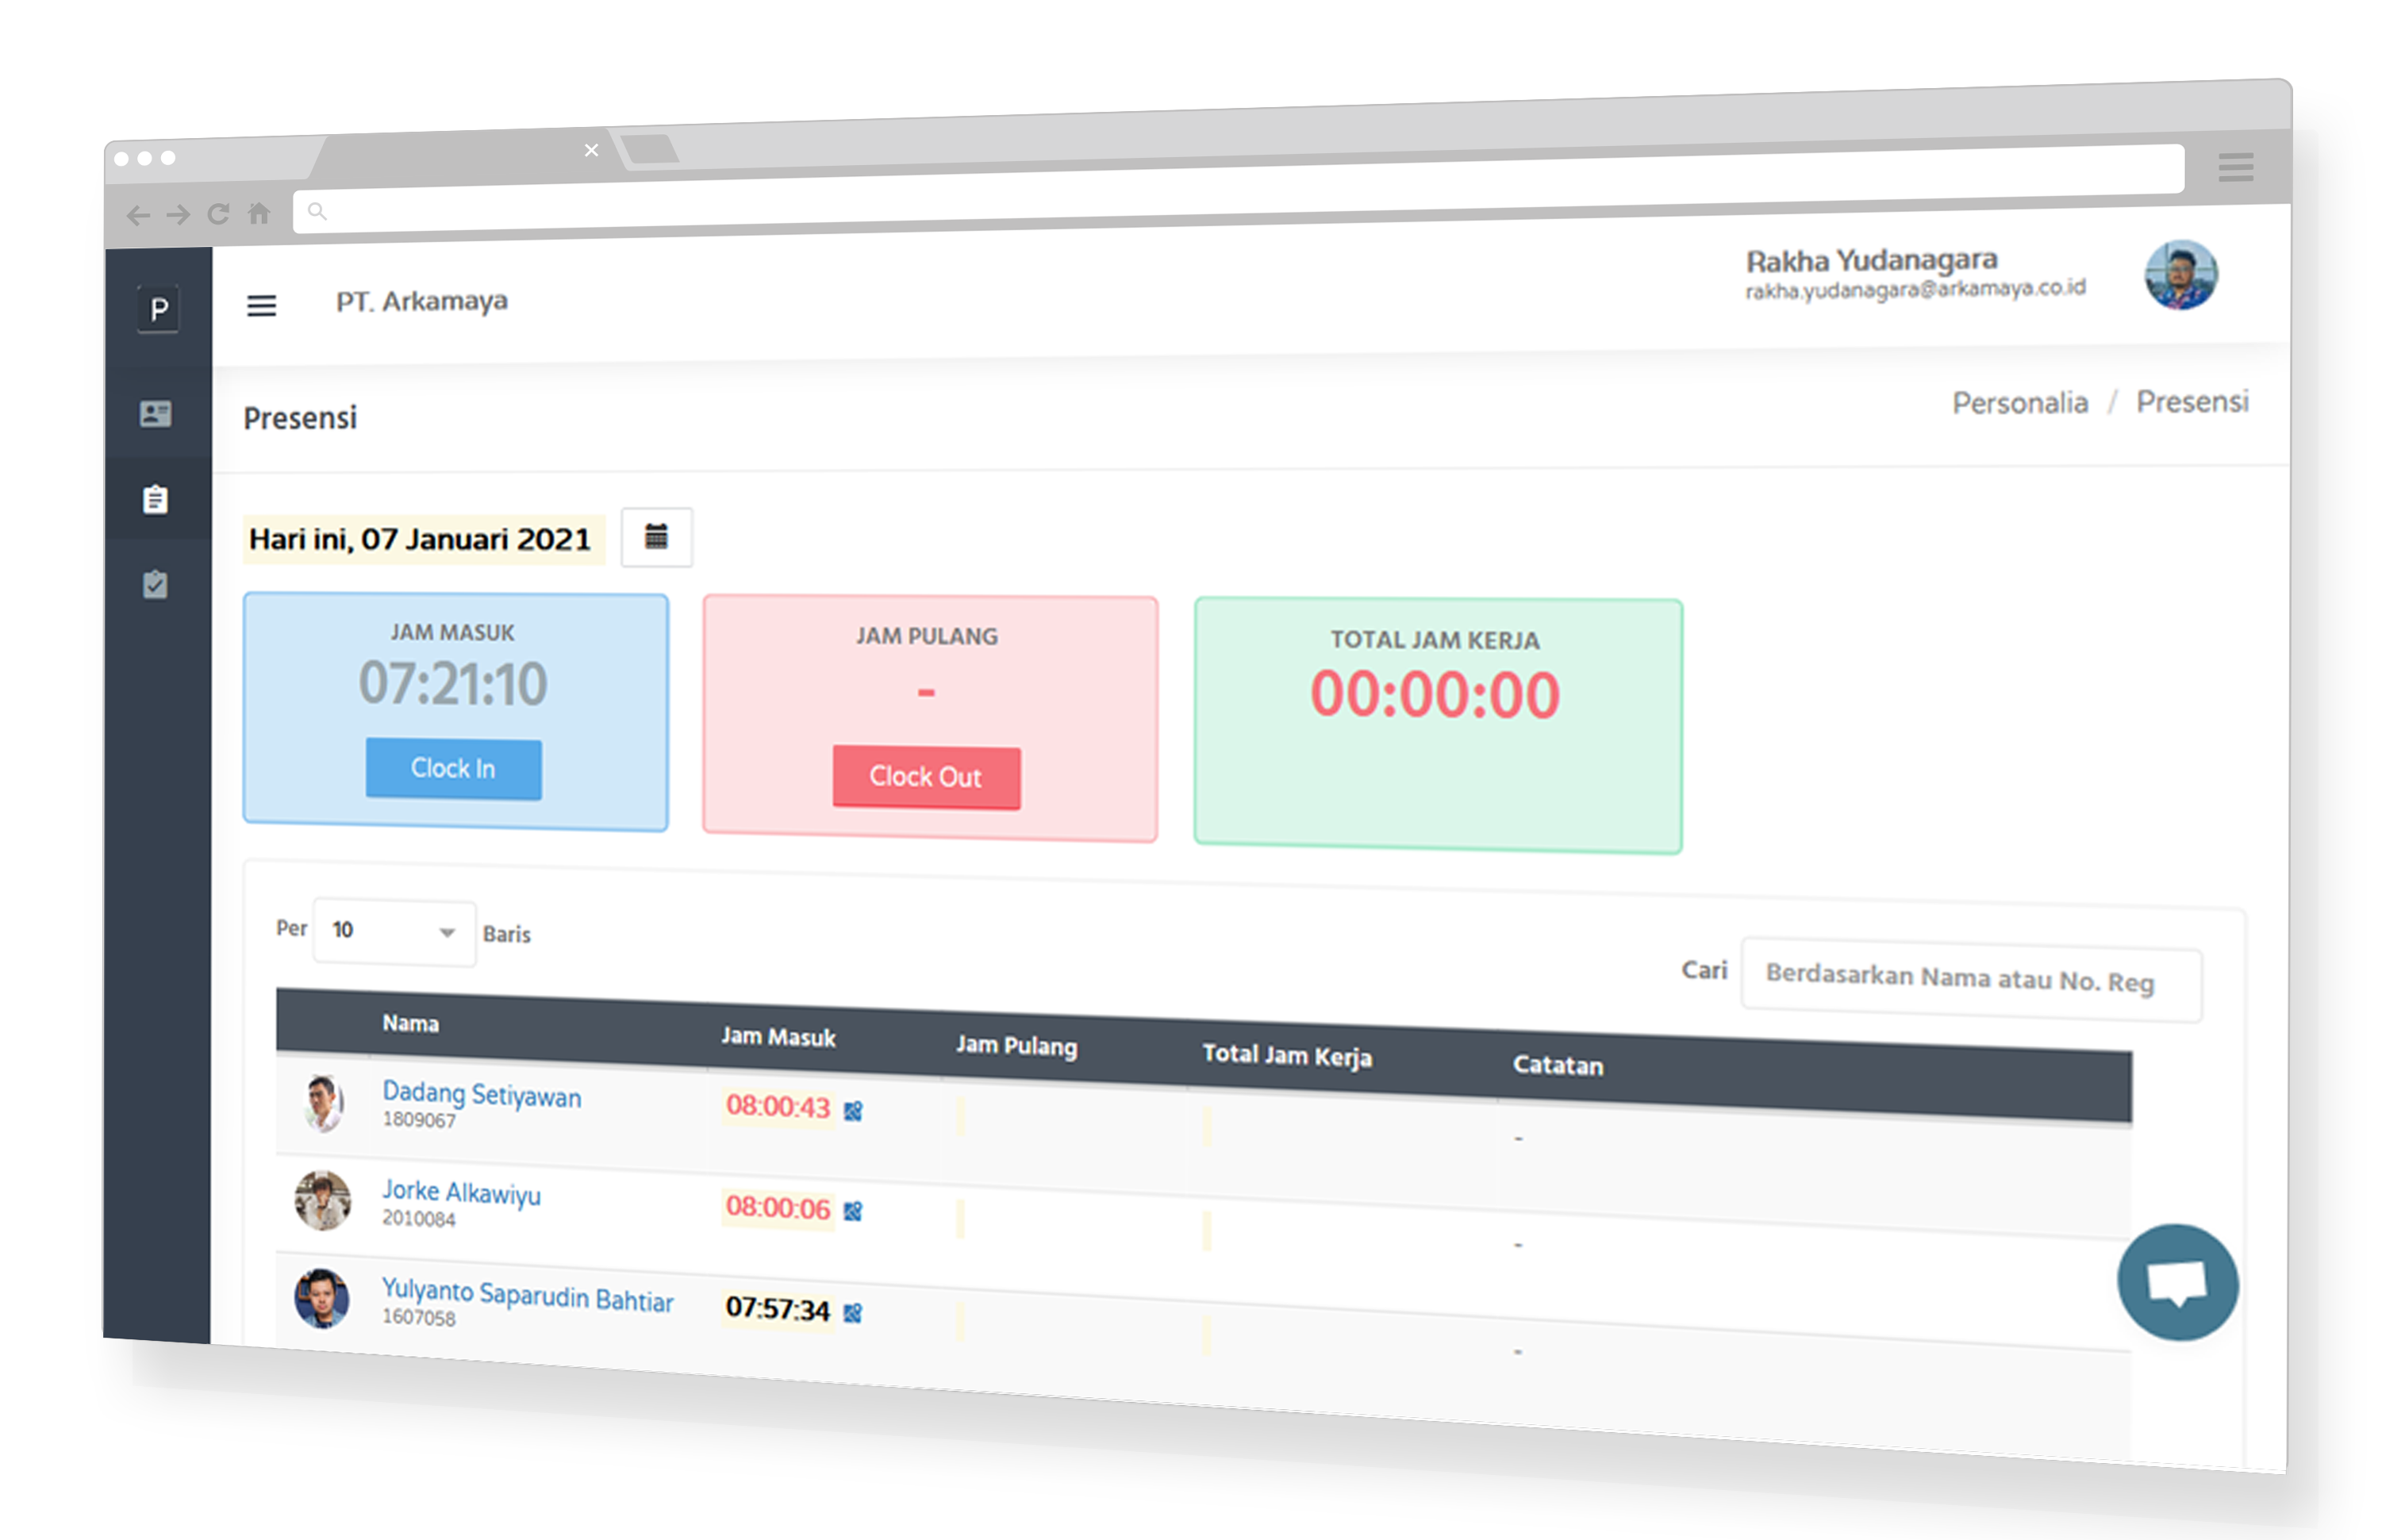 P
PT. Arkamaya
Rakha Yudanagara
rakha.yudanagara@arkamaya.co.id
Presensi
Personalia / Presensi
Hari ini, 07 Januari 2021
JAM MASUK
07:21:10
Clock In
JAM PULANG
-
Clock Out
TOTAL JAM KERJA
00:00:00
Per 10 Baris
Cari Berdasarkan Nama atau No. Reg
Nama Jam Masuk Jam Pulang Total Jam Kerja Catatan
Dadang Setiyawan 08:00:43 -
1809067
Jorke Alkawiyu 08:00:06 -
2010084
Yulyanto Saparudin Bahtiar 07:57:34 -
1607058